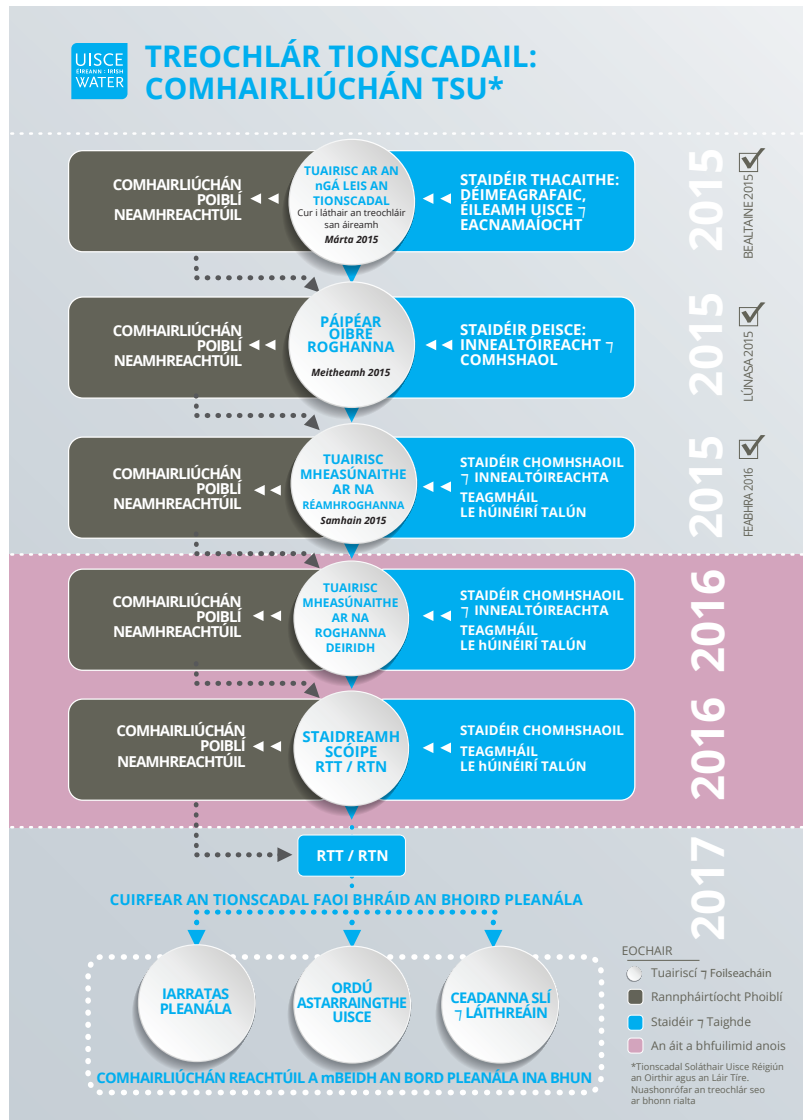 UISCE
ÉIREANN : IRISH
WATER
TREOCHLÁR TIONSCADAIL:
COMHAIRLIÚCHÁN TSU*
COMHAIRLIÚCHÁN
POIBLÍ
NEAMHREACHTÚIL
TUAIRISC AR AN
nGÁ LEIS AN
TIONSCADAL
Cur i láthair an treochláir
san áireamh
Márta 2015
STAIDÉIR THACAITHE:
DÉIMEAGRAFAIC,
ÉILEAMH UISCE ⁊
EACNAMAÍOCHT
2015
BEALTAINE 2015
COMHAIRLIÚCHÁN
POIBLÍ
NEAMHREACHTÚIL
PÁIPÉAR
OIBRE
ROGHANNA
Meitheamh 2015
STAIDÉIR DEISCE:
INNEALTÓIREACHT ⁊
COMHSHAOL
2015
LÚNASA 2015
COMHAIRLIÚCHÁN
POIBLÍ
NEAMHREACHTÚIL
TUAIRISC
MHEASÚNAITHE
AR NA
RÉAMHROGHANNA
Samhain 2015
STAIDÉIR CHOMHSHAOIL
⁊ INNEALTÓIREACHTA
TEAGMHÁIL
LE hÚINÉIRÍ TALÚN
2015
FEABHRA 2016
COMHAIRLIÚCHÁN
POIBLÍ
NEAMHREACHTÚIL
TUAIRISC
MHEASÚNAITHE
AR NA
ROGHANNA
DEIRIDH
STAIDÉIR CHOMHSHAOIL
⁊ INNEALTÓIREACHTA
TEAGMHÁIL
LE hÚINÉIRÍ TALÚN
2016
COMHAIRLIÚCHÁN
POIBLÍ
NEAMHREACHTÚIL
STAIDREAMH
SCÓIPE
RTT / RTN
STAIDÉIR CHOMHSHAOIL
TEAGMHÁIL
LE hÚINÉIRÍ TALÚN
2016
RTT / RTN
2017
CUIRFEAR AN TIONSCADAL FAOI BHRÁID AN BHOIRD PLEANÁLA
IARRATAS
PLEANÁLA
ORDÚ
ASTARRAINGTHE
UISCE
CEADANNA SLÍ
⁊ LÁITHREÁIN
COMHAIRLIÚCHÁN REACHTÚIL A mBEIDH AN BORD PLEANÁLA INA BHUN
EOCHAIR
Tuairiscí ⁊ Foilseacháin
Rannpháirtíocht Phoiblí
Staidéir ⁊ Taighde
An áit a bhfuilimid anois
*Tionscadal Soláthair Uisce Réigiún
an Oirthir agus an Láir Tíre.
Nuashonrófar an treochlár seo
ar bhonn rialta